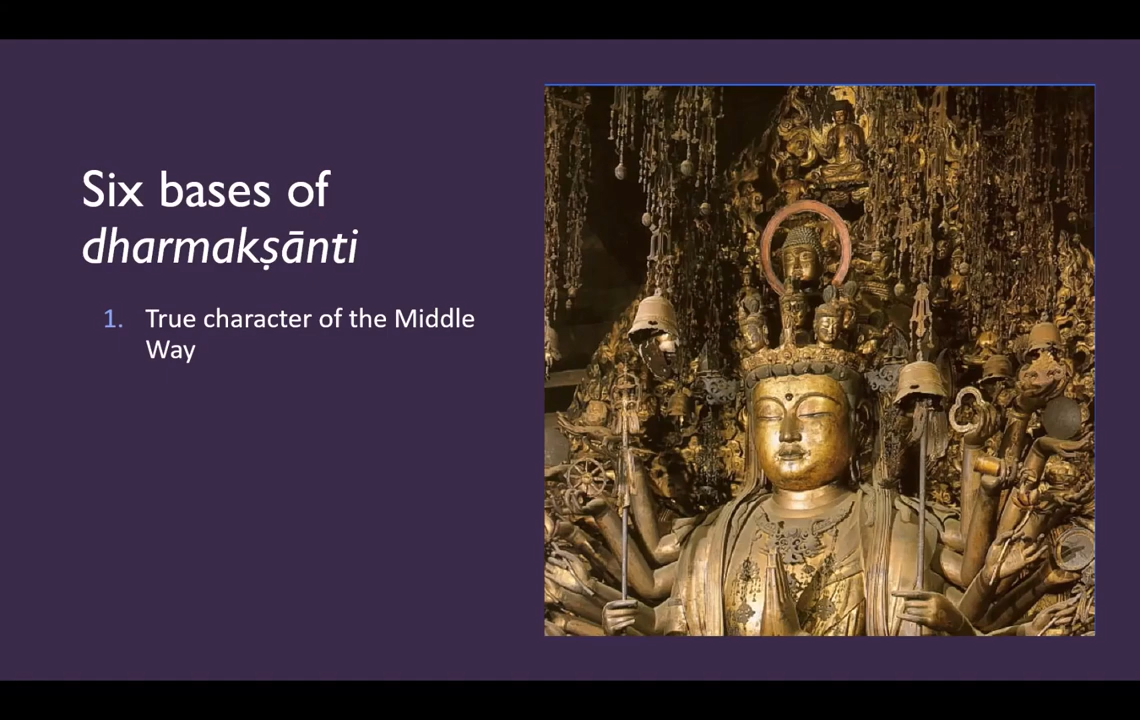 Six bases of
dharmakṣānti
1. True character of the Middle
Way